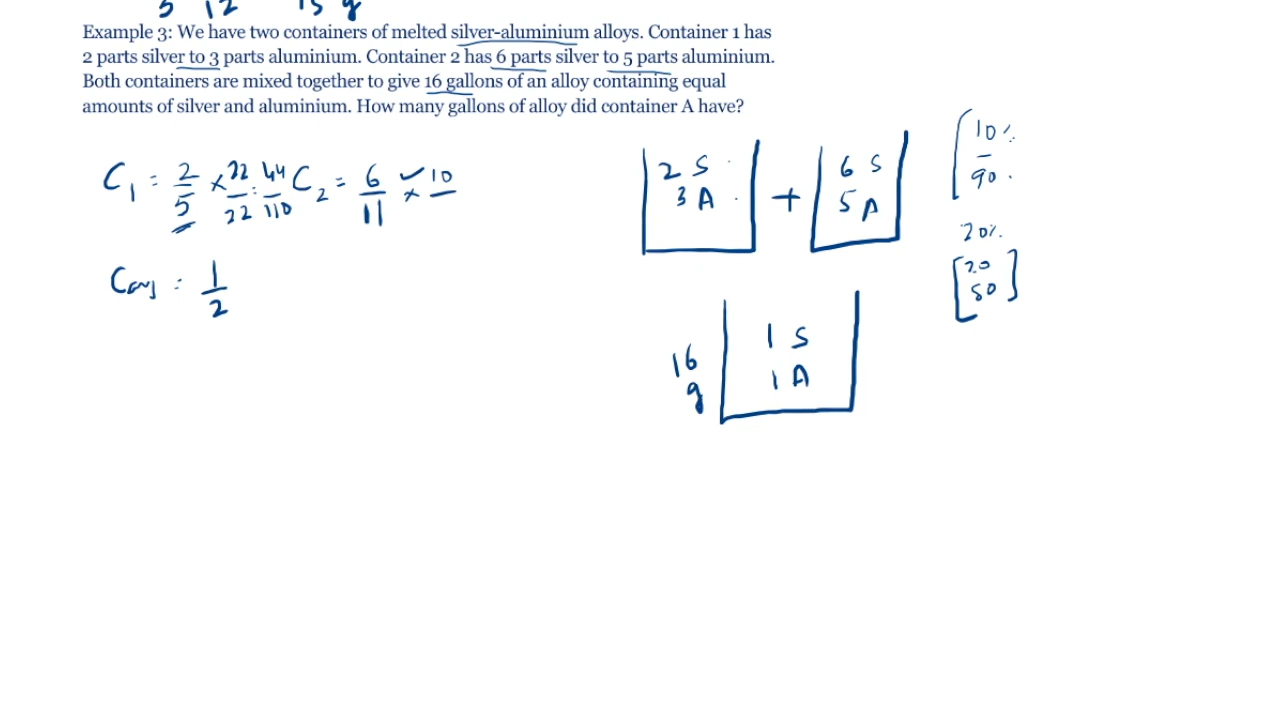 5 12 15 g
Example 3: We have two containers of melted silver-aluminium alloys. Container 1 has
2 parts silver to 3 parts aluminium. Container 2 has 6 parts silver to 5 parts aluminium.
Both containers are mixed together to give 16 gallons of an alloy containing equal
amounts of silver and aluminium. How many gallons of alloy did container A have?
C1 = 2/5 × 22/22 : 44/110 C2 = 6/11 × 10
2 S
3 A
+
6 S
5 A
10%
90.
20%
20
50
Cavg : 1/2
16
g
1 S
1 A